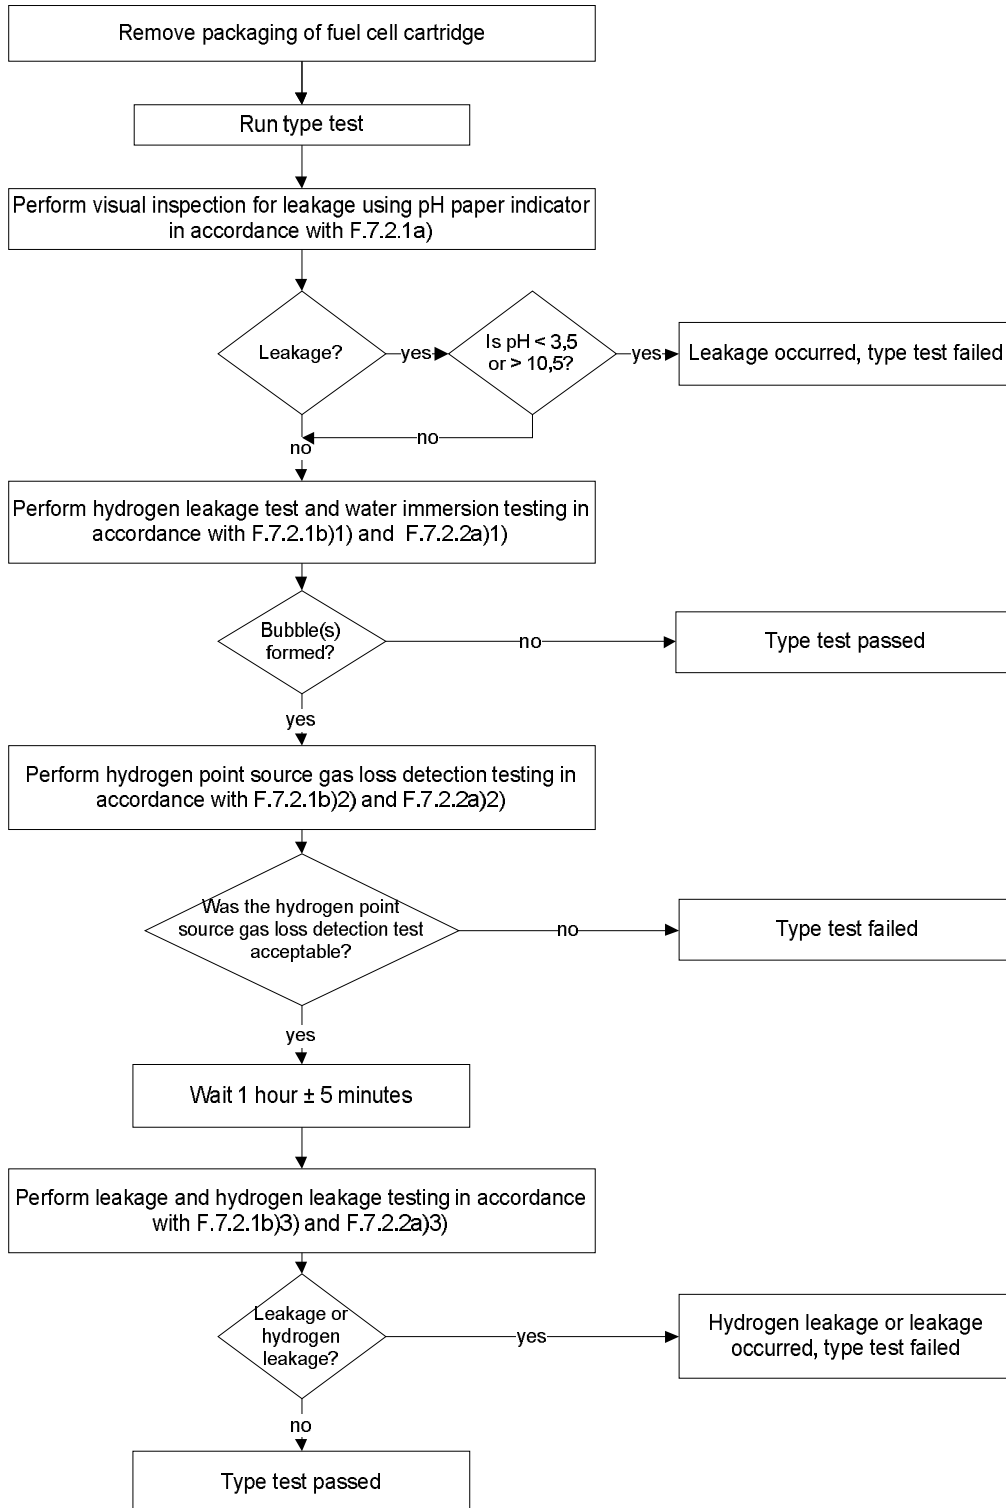 Remove packaging of fuel cell cartridge
Run type test
Perform visual inspection for leakage using pH paper indicator
in accordance with F.7.2.1a)
Leakage?
yes
Is pH < 3,5
or > 10,5?
yes
Leakage occurred, type test failed
no
no
Perform hydrogen leakage test and water immersion testing in
accordance with F.7.2.1b)1) and F.7.2.2a)1)
Bubble(s)
formed?
no
Type test passed
yes
Perform hydrogen point source gas loss detection testing in
accordance with F.7.2.1b)2) and F.7.2.2a)2)
Was the hydrogen point
source gas loss detection test
acceptable?
no
Type test failed
yes
Wait 1 hour ± 5 minutes
Perform leakage and hydrogen leakage testing in accordance
with F.7.2.1b)3) and F.7.2.2a)3)
Leakage or
hydrogen
leakage?
yes
Hydrogen leakage or leakage
occurred, type test failed
no
Type test passed